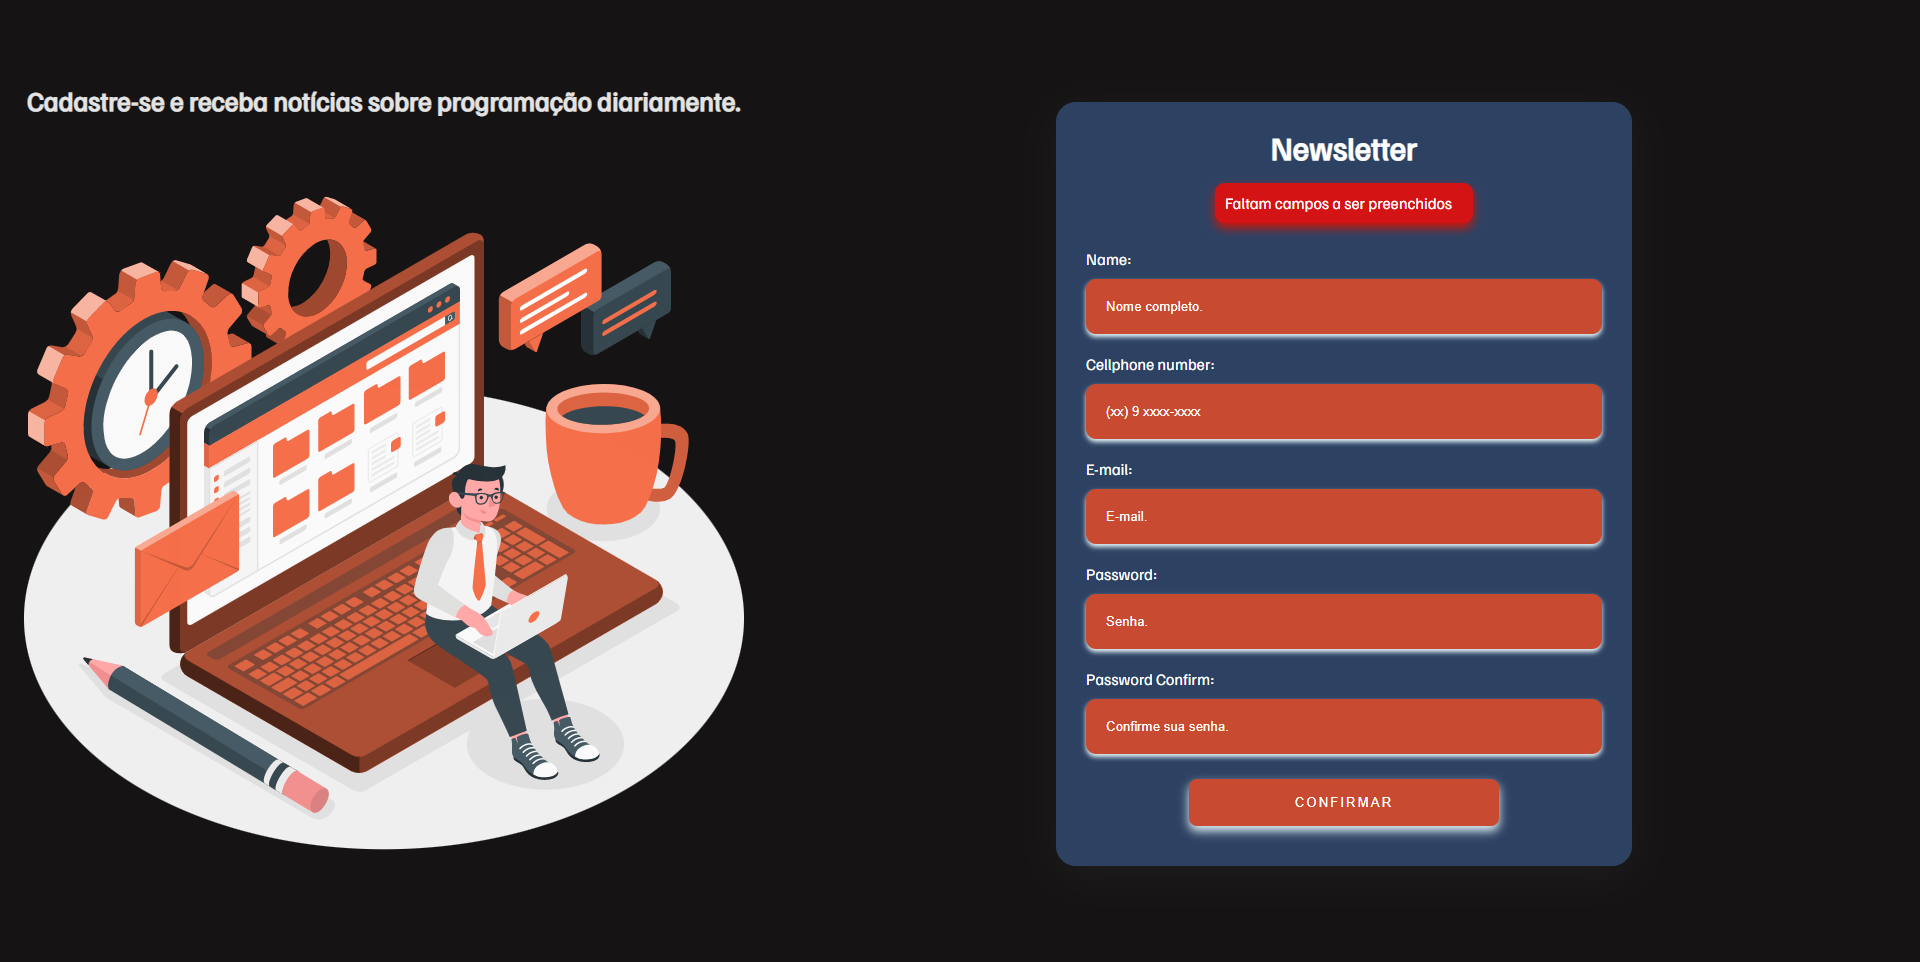 Cadastre-se e receba notícias sobre programação diariamente.
Newsletter
Faltam campos a ser preenchidos
Name:
Nome completo.
Cellphone number:
(xx) 9 xxxx-xxxx
E-mail:
E-mail.
Password:
Senha.
Password Confirm:
Confirme sua senha.
CONFIRMAR